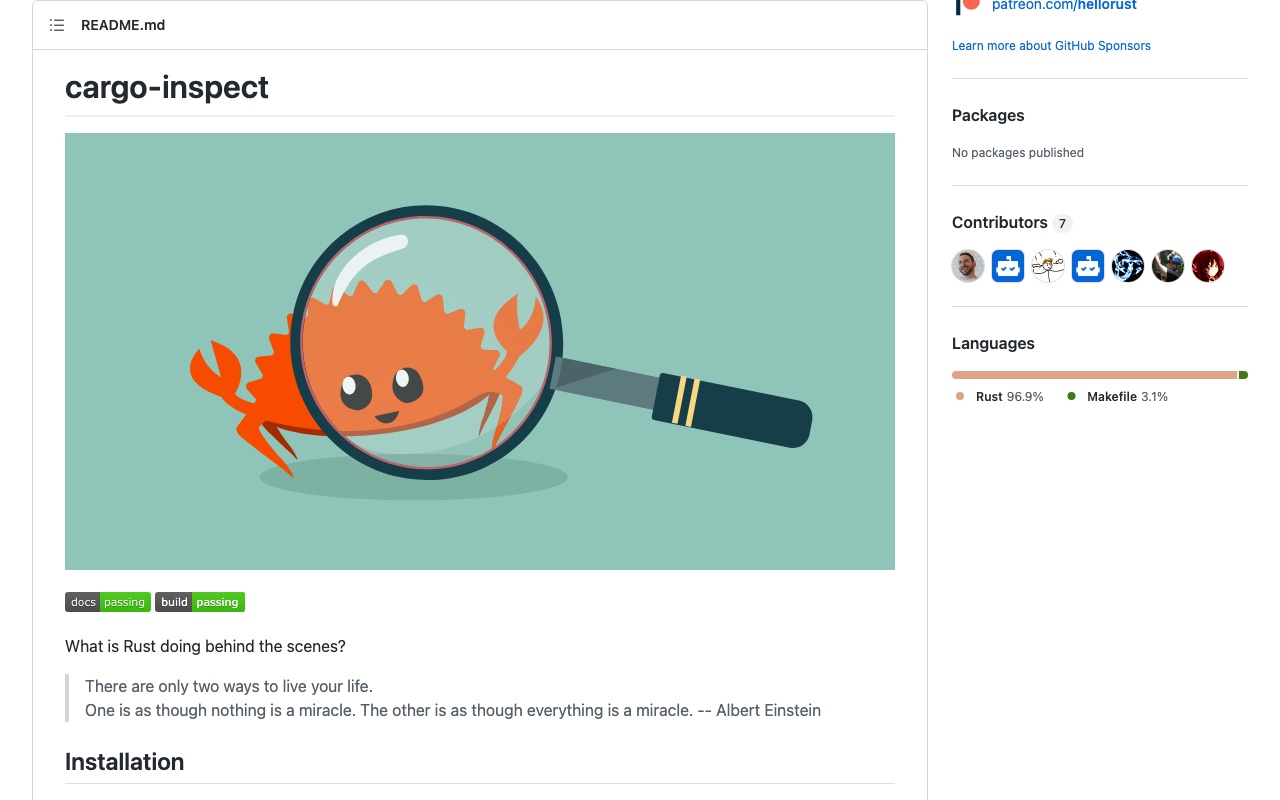 README.md
cargo-inspect
docs passing build passing
What is Rust doing behind the scenes?
There are only two ways to live your life.
One is as though nothing is a miracle. The other is as though everything is a miracle. -- Albert Einstein
Installation
patreon.com/hellorust
Learn more about GitHub Sponsors
Packages
No packages published
Contributors 7
Languages
Rust 96.9% Makefile 3.1%